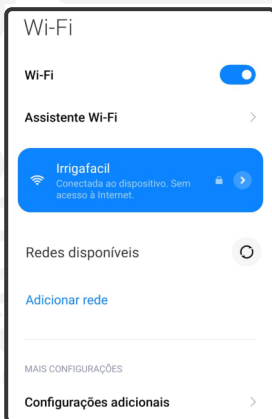 Wi-Fi
Wi-Fi
Assistente Wi-Fi
Irrigafacil
Conectada ao dispositivo. Sem
acesso à Internet.
Redes disponíveis
Adicionar rede
MAIS CONFIGURAÇÕES
Configurações adicionais